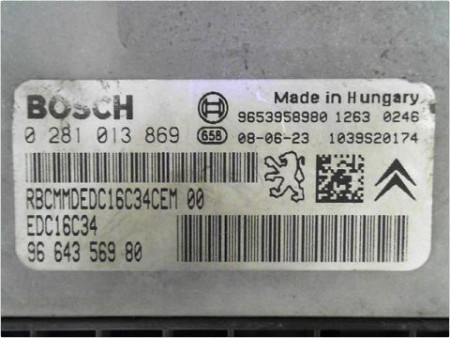 BOSCH
Made in Hungary
9653958980 1263 0246
0 281 013 869
658
08-06-23
1039S20174
RBCMMDEDC16C34CEM 00
EDC16C34
96 643 569 80